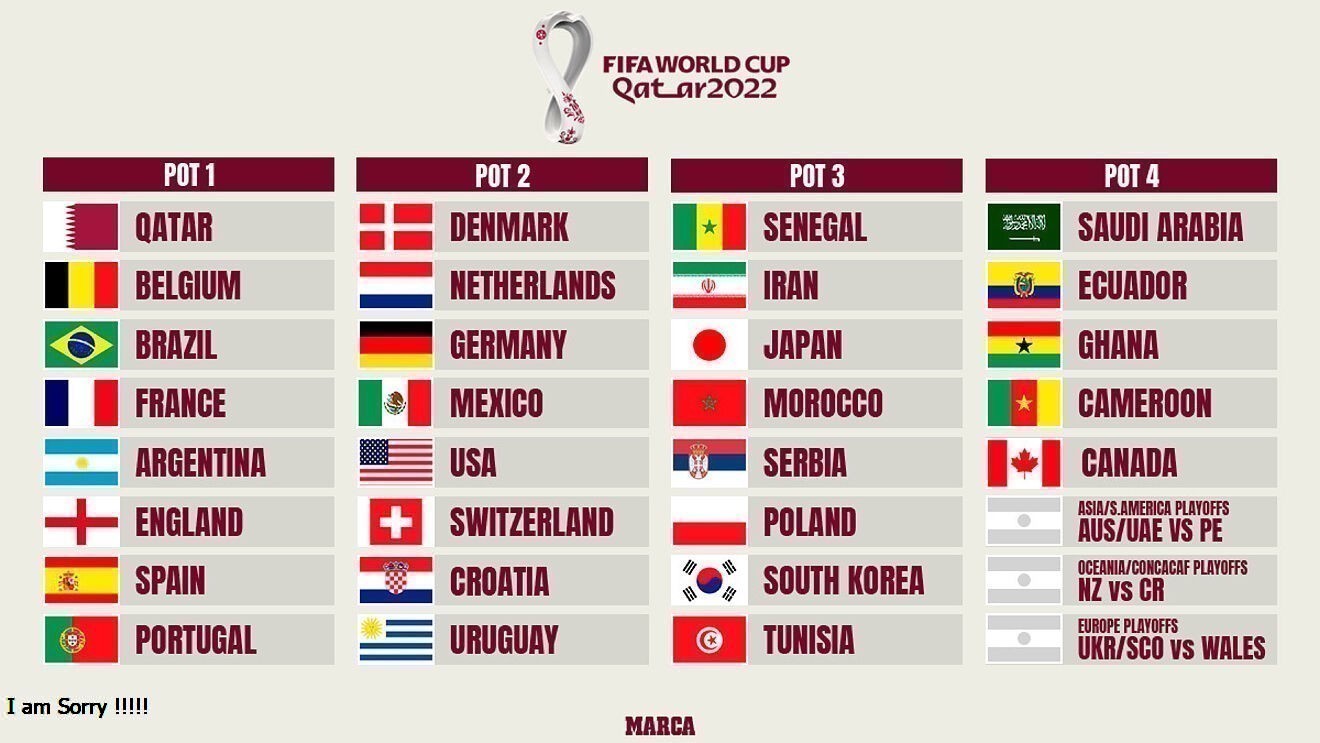 FIFA WORLD CUP
Qatar2022
POT 1
QATAR
BELGIUM
BRAZIL
FRANCE
ARGENTINA
ENGLAND
SPAIN
PORTUGAL
POT 2
DENMARK
NETHERLANDS
GERMANY
MEXICO
USA
SWITZERLAND
CROATIA
URUGUAY
POT 3
SENEGAL
IRAN
JAPAN
MOROCCO
SERBIA
POLAND
SOUTH KOREA
TUNISIA
POT 4
SAUDI ARABIA
ECUADOR
GHANA
CAMEROON
CANADA
ASIA/S.AMERICA PLAYOFFS
AUS/UAE VS PE
OCEANIA/CONCACAF PLAYOFFS
NZ vs CR
EUROPE PLAYOFFS
UKR/SCO vs WALES
I am Sorry !!!!!
MARCA